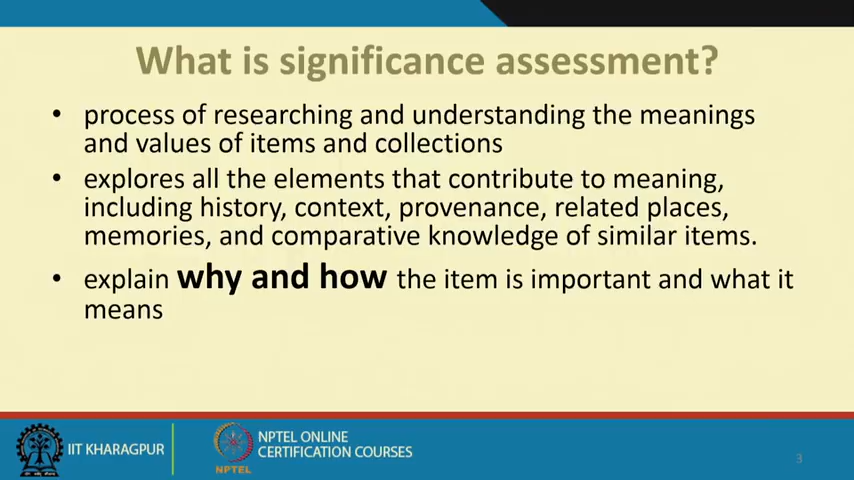 What is significance assessment?
• process of researching and understanding the meanings
and values of items and collections
• explores all the elements that contribute to meaning,
including history, context, provenance, related places,
memories, and comparative knowledge of similar items.
• explain why and how the item is important and what it
means
IIT KHARAGPUR
NPTEL
NPTEL ONLINE
CERTIFICATION COURSES
3